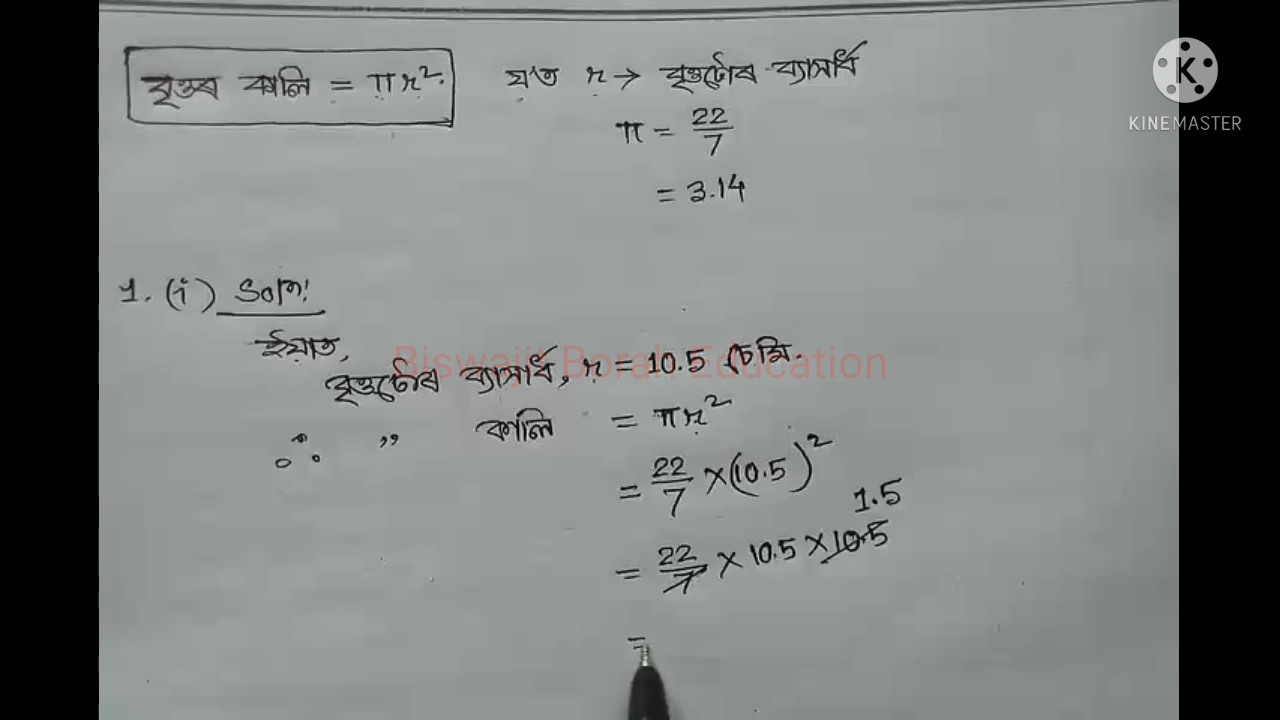 বৃত্তৰ কালি = πr². য'ত r → বৃত্তটোৰ ব্যাসাৰ্ধ
π = 22/7
= 3.14
KINEMASTER
1. (i) Soln:
ইয়াত,
বৃত্তটোৰ ব্যাসাৰ্ধ, r = 10.5 চেমি.
∴ " কালি = πr²
= 22/7 × (10.5)²
1.5
= 22/7 × 10.5 × 10.5
=
Biswajit Borah Education